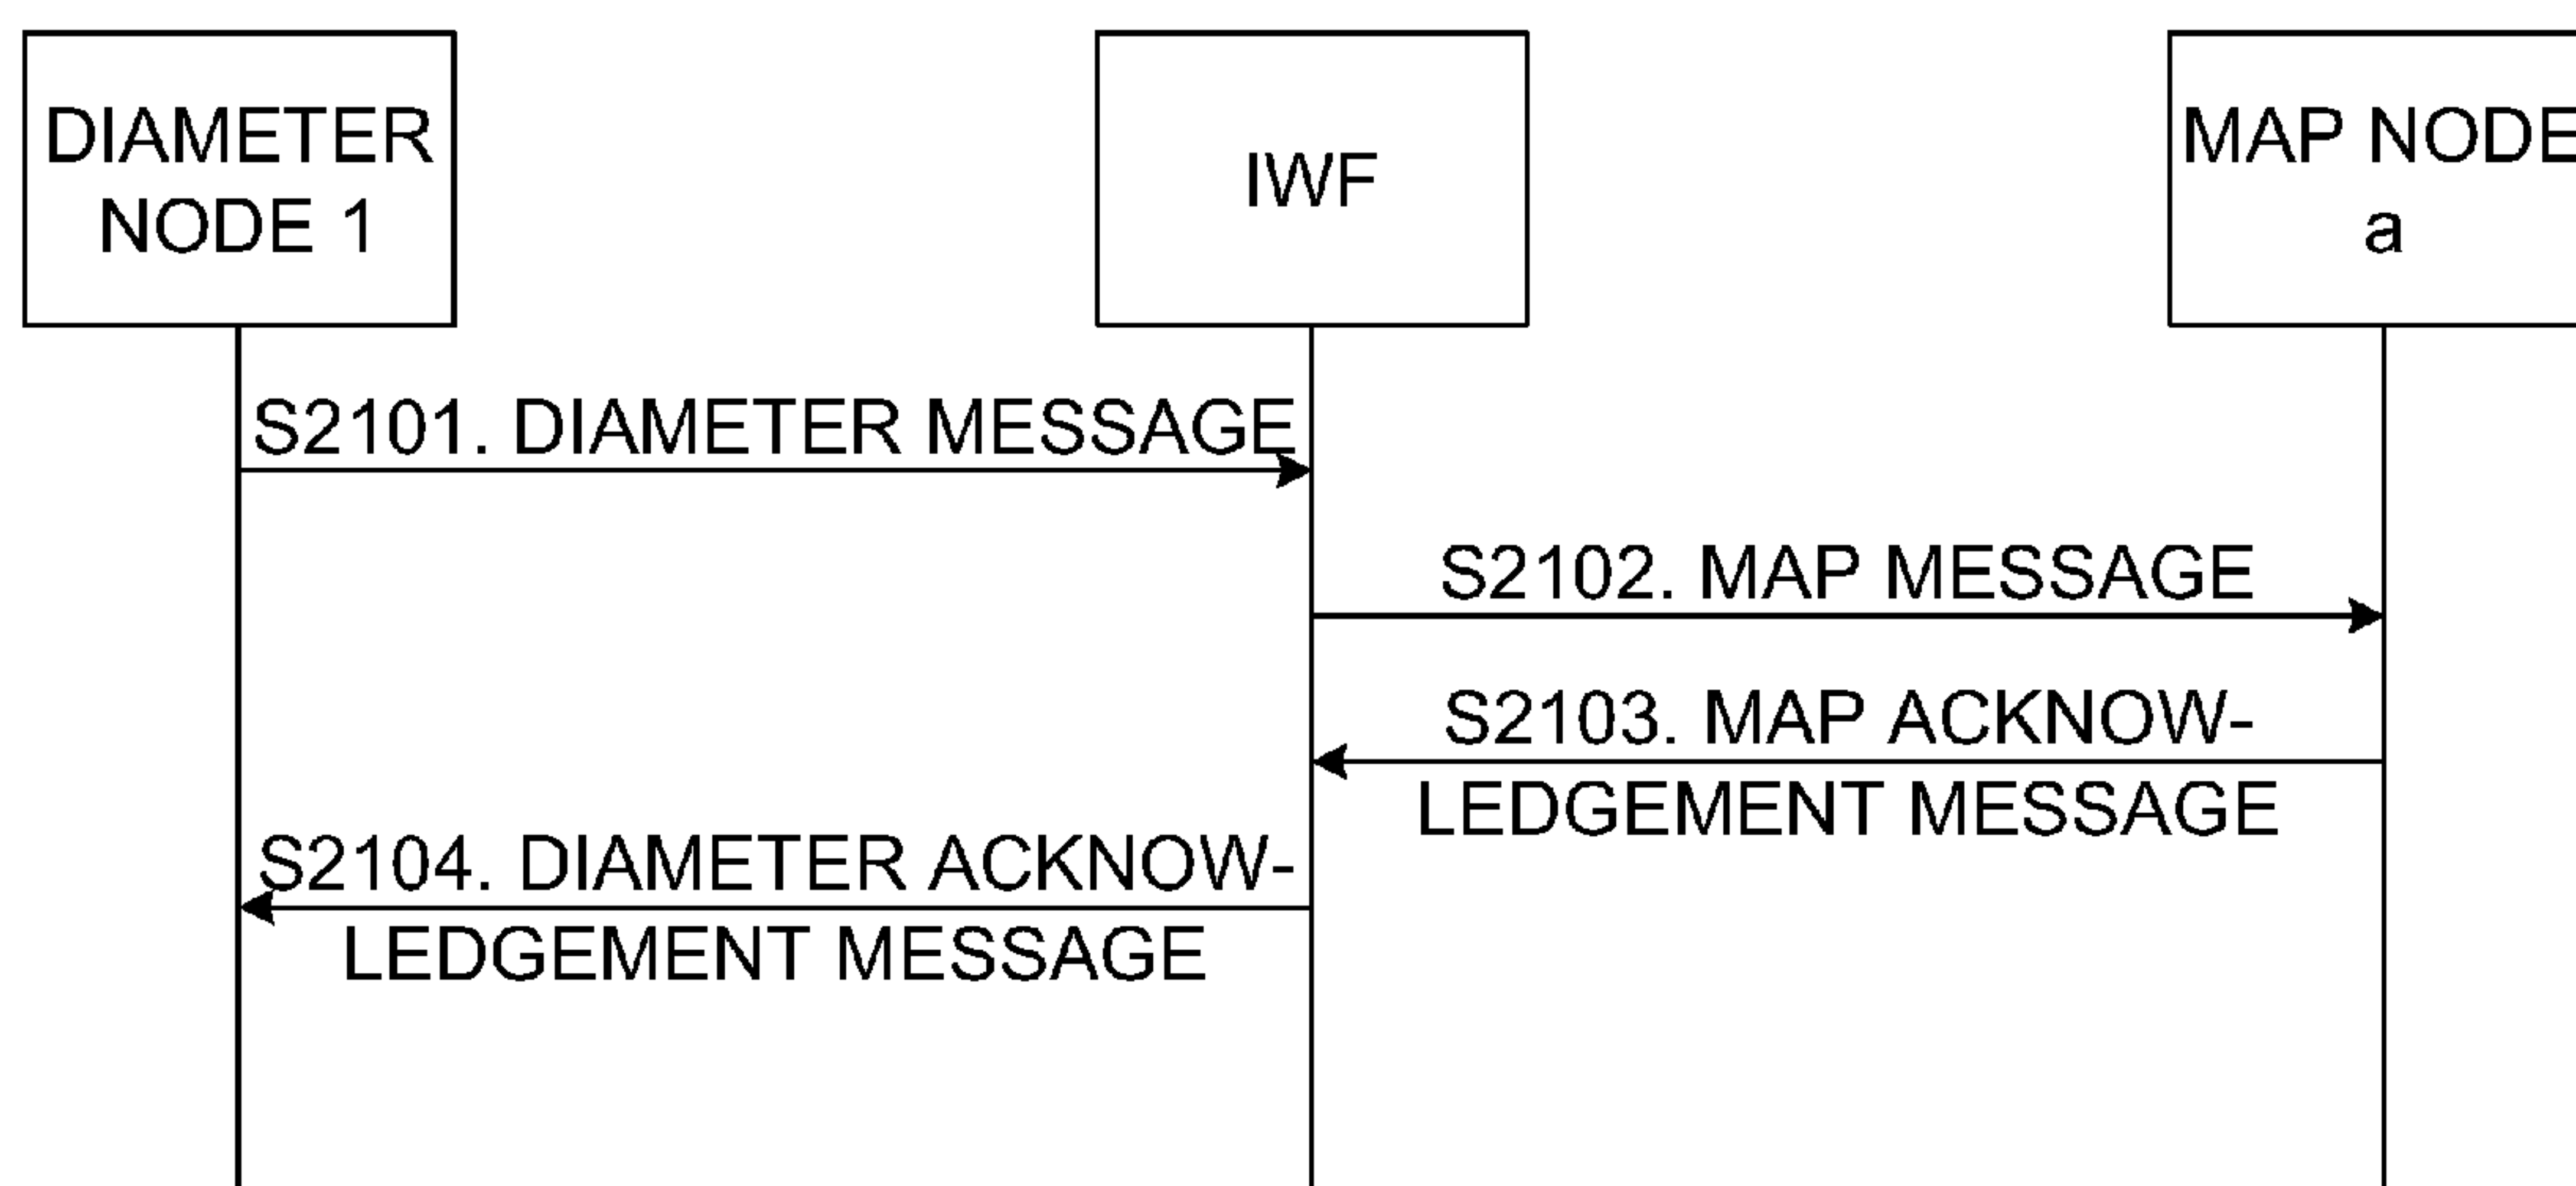 DIAMETER
NODE 1
IWF
MAP NODE
a
S2101. DIAMETER MESSAGE
S2102. MAP MESSAGE
S2103. MAP ACKNOW-
LEDGEMENT MESSAGE
S2104. DIAMETER ACKNOW-
LEDGEMENT MESSAGE